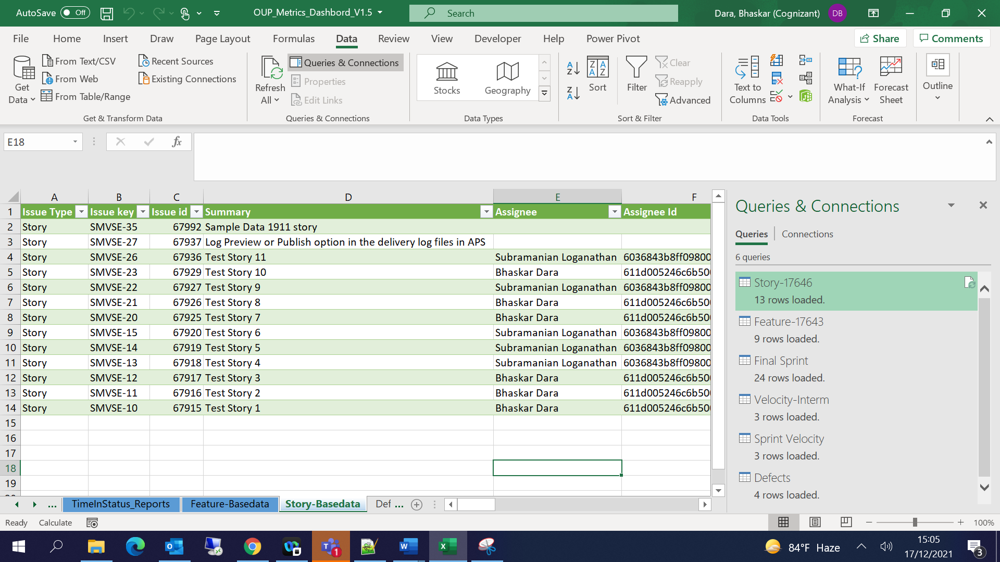 AutoSave Off OUP_Metrics_Dashbord_V1.5 Search Dara, Bhaskar (Cognizant) DB
File Home Insert Draw Page Layout Formulas Data Review View Developer Help Power Pivot Share Comments
Get Data
From Text/CSV
From Web
From Table/Range
Recent Sources
Existing Connections
Get & Transform Data
Refresh All
Queries & Connections
Properties
Edit Links
Queries & Connections
Stocks Geography
Data Types
Sort
Filter
Clear
Reapply
Advanced
Sort & Filter
Text to Columns
Data Tools
What-If Analysis
Forecast Sheet
Forecast
Outline
E18 fx
A B C D E F
1 Issue Type Issue key Issue id Summary Assignee Assignee Id
2 Story SMVSE-35 67992 Sample Data 1911 story
3 Story SMVSE-27 67937 Log Preview or Publish option in the delivery log files in APS
4 Story SMVSE-26 67936 Test Story 11 Subramanian Loganathan 6036843b8ff09800
5 Story SMVSE-23 67929 Test Story 10 Bhaskar Dara 611d005246c6b50
6 Story SMVSE-22 67927 Test Story 9 Subramanian Loganathan 6036843b8ff09800
7 Story SMVSE-21 67926 Test Story 8 Bhaskar Dara 611d005246c6b50
8 Story SMVSE-20 67925 Test Story 7 Bhaskar Dara 611d005246c6b50
9 Story SMVSE-15 67920 Test Story 6 Subramanian Loganathan 6036843b8ff09800
10 Story SMVSE-14 67919 Test Story 5 Subramanian Loganathan 6036843b8ff09800
11 Story SMVSE-13 67918 Test Story 4 Subramanian Loganathan 6036843b8ff09800
12 Story SMVSE-12 67917 Test Story 3 Bhaskar Dara 611d005246c6b50
13 Story SMVSE-11 67916 Test Story 2 Bhaskar Dara 611d005246c6b50
14 Story SMVSE-10 67915 Test Story 1 Bhaskar Dara 611d005246c6b50
15
16
17
18
19
Queries & Connections
Queries Connections
6 queries
Story-17646
13 rows loaded.
Feature-17643
9 rows loaded.
Final Sprint
24 rows loaded.
Velocity-Interm
3 rows loaded.
Sprint Velocity
3 rows loaded.
Defects
4 rows loaded.
... TimeInStatus_Reports Feature-Basedata Story-Basedata Def ...
Ready Calculate 100%
84°F Haze
15:05
17/12/2021
1
3